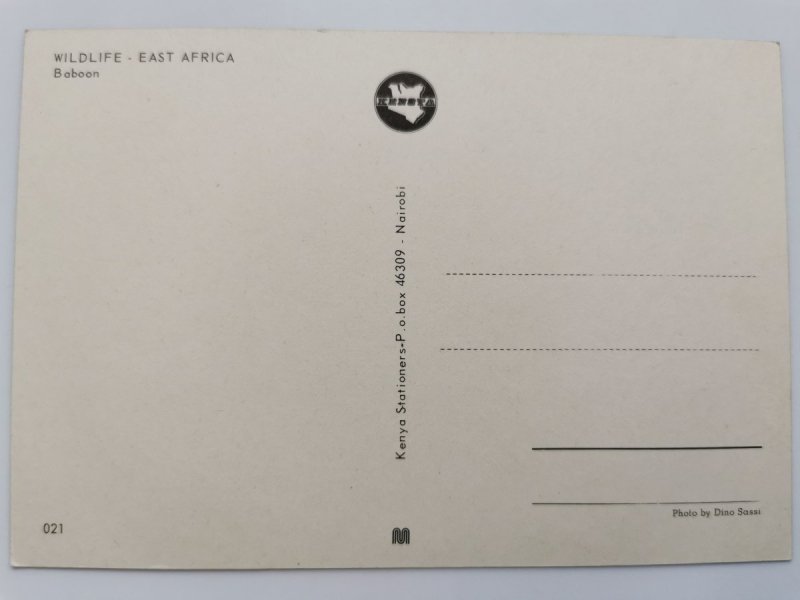 WILDLIFE - EAST AFRICA
Baboon
KENYA
Kenya Stationers-P.o.box 46309 - Nairobi
Photo by Dino Sassi
021
M